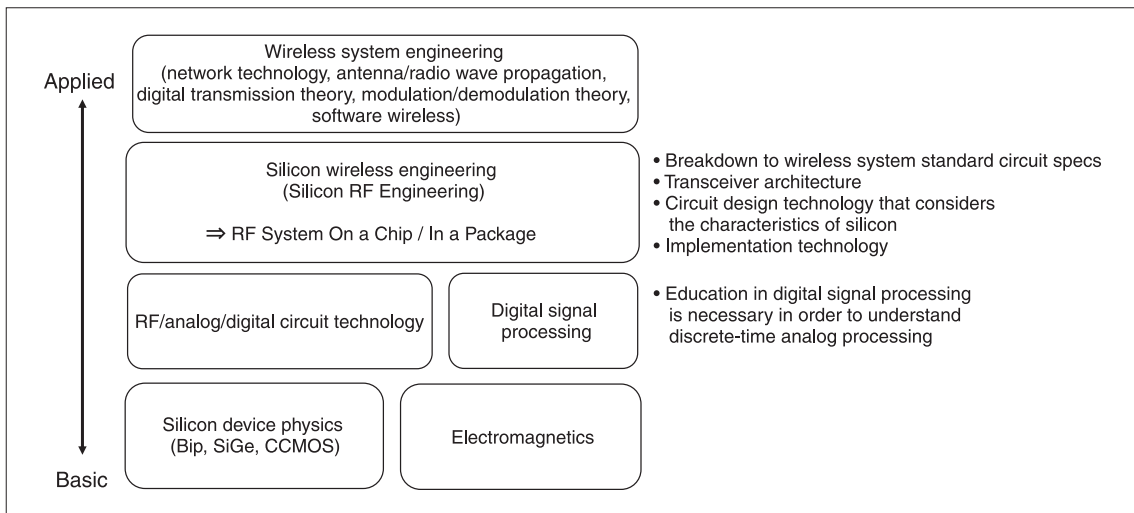 Applied
Wireless system engineering
(network technology, antenna/radio wave propagation,
digital transmission theory, modulation/demodulation theory,
software wireless)
Silicon wireless engineering
(Silicon RF Engineering)
⇒ RF System On a Chip / In a Package
• Breakdown to wireless system standard circuit specs
• Transceiver architecture
• Circuit design technology that considers
the characteristics of silicon
• Implementation technology
RF/analog/digital circuit technology
Digital signal
processing
• Education in digital signal processing
is necessary in order to understand
discrete-time analog processing
Silicon device physics
(Bip, SiGe, CCMOS)
Electromagnetics
Basic